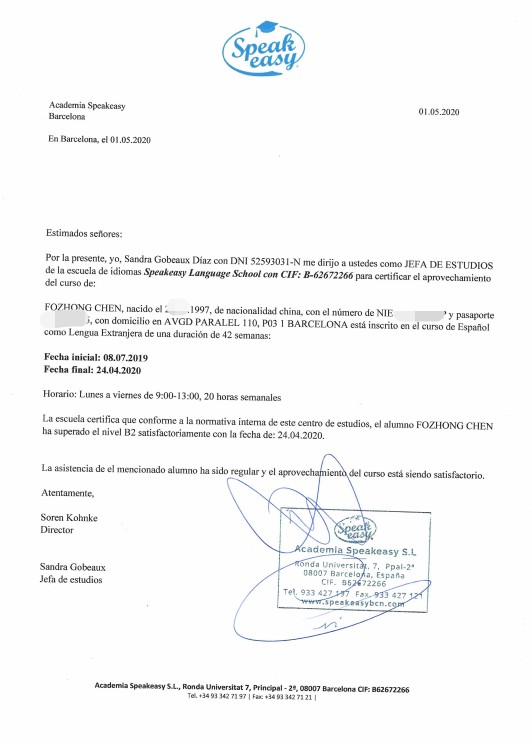 Speak
easy
Academia Speakeasy
Barcelona
01.05.2020
En Barcelona, el 01.05.2020
Estimados señores:
Por la presente, yo, Sandra Gobeaux Díaz con DNI 52593031-N me dirijo a ustedes como JEFA DE ESTUDIOS
de la escuela de idiomas Speakeasy Language School con CIF: B-62672266 para certificar el aprovechamiento
del curso de:
FOZHONG CHEN, nacido el 2 .1997, de nacionalidad china, con el número de NIE P y pasaporte
, con domicilio en AVGD PARALEL 110, P03 1 BARCELONA está inscrito en el curso de Español
como Lengua Extranjera de una duración de 42 semanas:
Fecha inicial: 08.07.2019
Fecha final: 24.04.2020
Horario: Lunes a viernes de 9:00-13:00, 20 horas semanales
La escuela certifica que conforme a la normativa interna de este centro de estudios, el alumno FOZHONG CHEN
ha superado el nivel B2 satisfactoriamente con la fecha de: 24.04.2020.
La asistencia de el mencionado alumno ha sido regular y el aprovechamiento del curso está siendo satisfactorio.
Atentamente,
Soren Kohnke
Director
Sandra Gobeaux
Jefa de estudios
Speak
easy
Academia Speakeasy S.L
Ronda Universitat, 7, Ppal-2ª
08007 Barcelona, España
CIF. B62672266
Tel. 933 427 197 Fax. 933 427 121
www.speakeasybcn.com
Academia Speakeasy S.L., Ronda Universitat 7, Principal - 2ª, 08007 Barcelona CIF: B62672266
Tel. +34 93 342 71 97 | Fax: +34 93 342 71 21 |